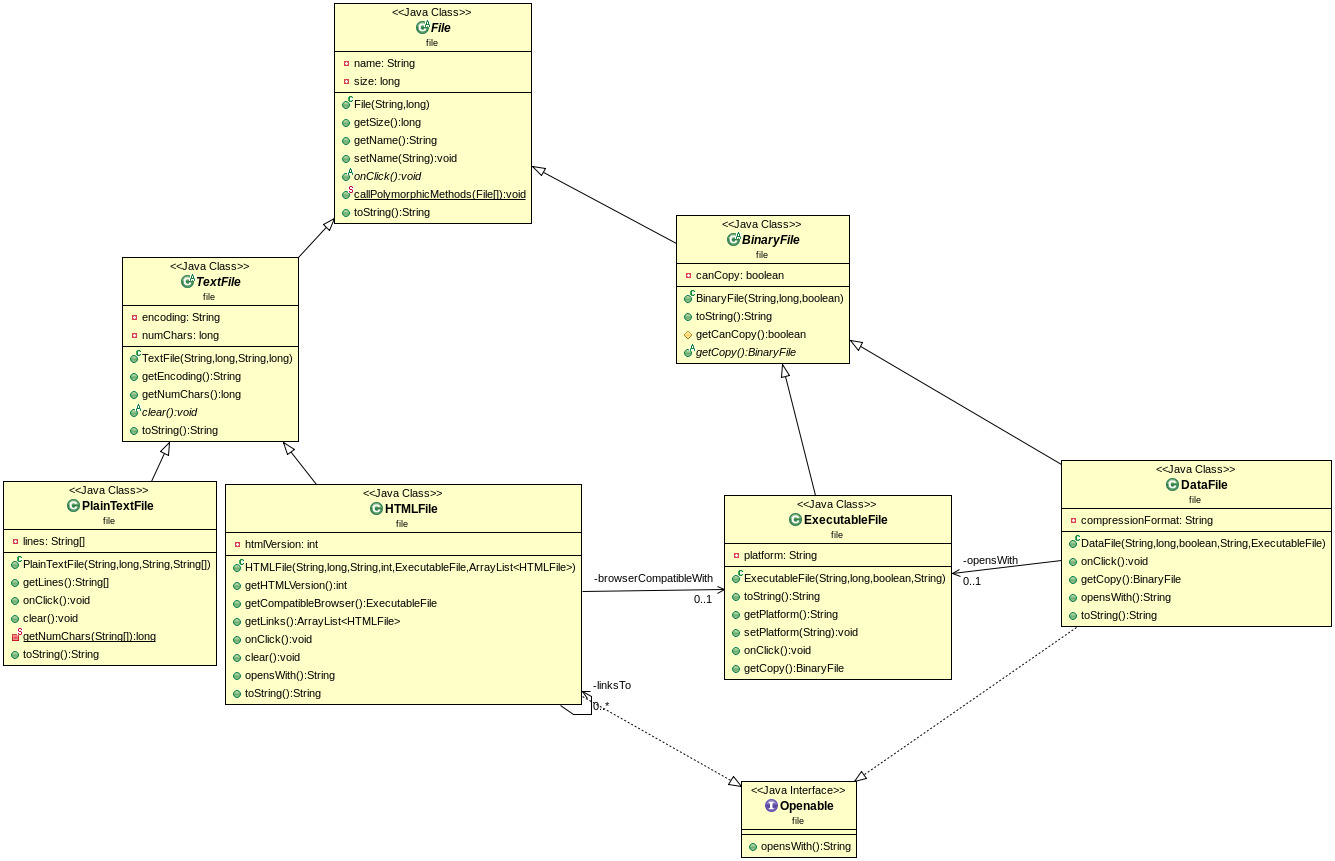 <<Java Class>>
File
file
name: String
size: long
File(String,long)
getSize():long
getName():String
setName(String):void
onClick():void
callPolymorphicMethods(File[]):void
toString():String
<<Java Class>>
BinaryFile
file
canCopy: boolean
BinaryFile(String,long,boolean)
toString():String
getCanCopy():boolean
getCopy():BinaryFile
<<Java Class>>
TextFile
file
encoding: String
numChars: long
TextFile(String,long,String,long)
getEncoding():String
getNumChars():long
clear():void
toString():String
<<Java Class>>
PlainTextFile
file
lines: String[]
PlainTextFile(String,long,String,String[])
getLines():String[]
onClick():void
clear():void
getNumChars(String[]):long
toString():String
<<Java Class>>
HTMLFile
file
htmlVersion: int
HTMLFile(String,long,String,int,ExecutableFile,ArrayList<HTMLFile>)
getHTMLVersion():int
getCompatibleBrowser():ExecutableFile
getLinks():ArrayList<HTMLFile>
onClick():void
clear():void
opensWith():String
toString():String
-browserCompatibleWith
0..1
-linksTo
0..*
<<Java Class>>
ExecutableFile
file
platform: String
ExecutableFile(String,long,boolean,String)
toString():String
getPlatform():String
setPlatform(String):void
onClick():void
getCopy():BinaryFile
-opensWith
0..1
<<Java Class>>
DataFile
file
compressionFormat: String
DataFile(String,long,boolean,String,ExecutableFile)
onClick():void
getCopy():BinaryFile
opensWith():String
toString():String
<<Java Interface>>
Openable
file
opensWith():String